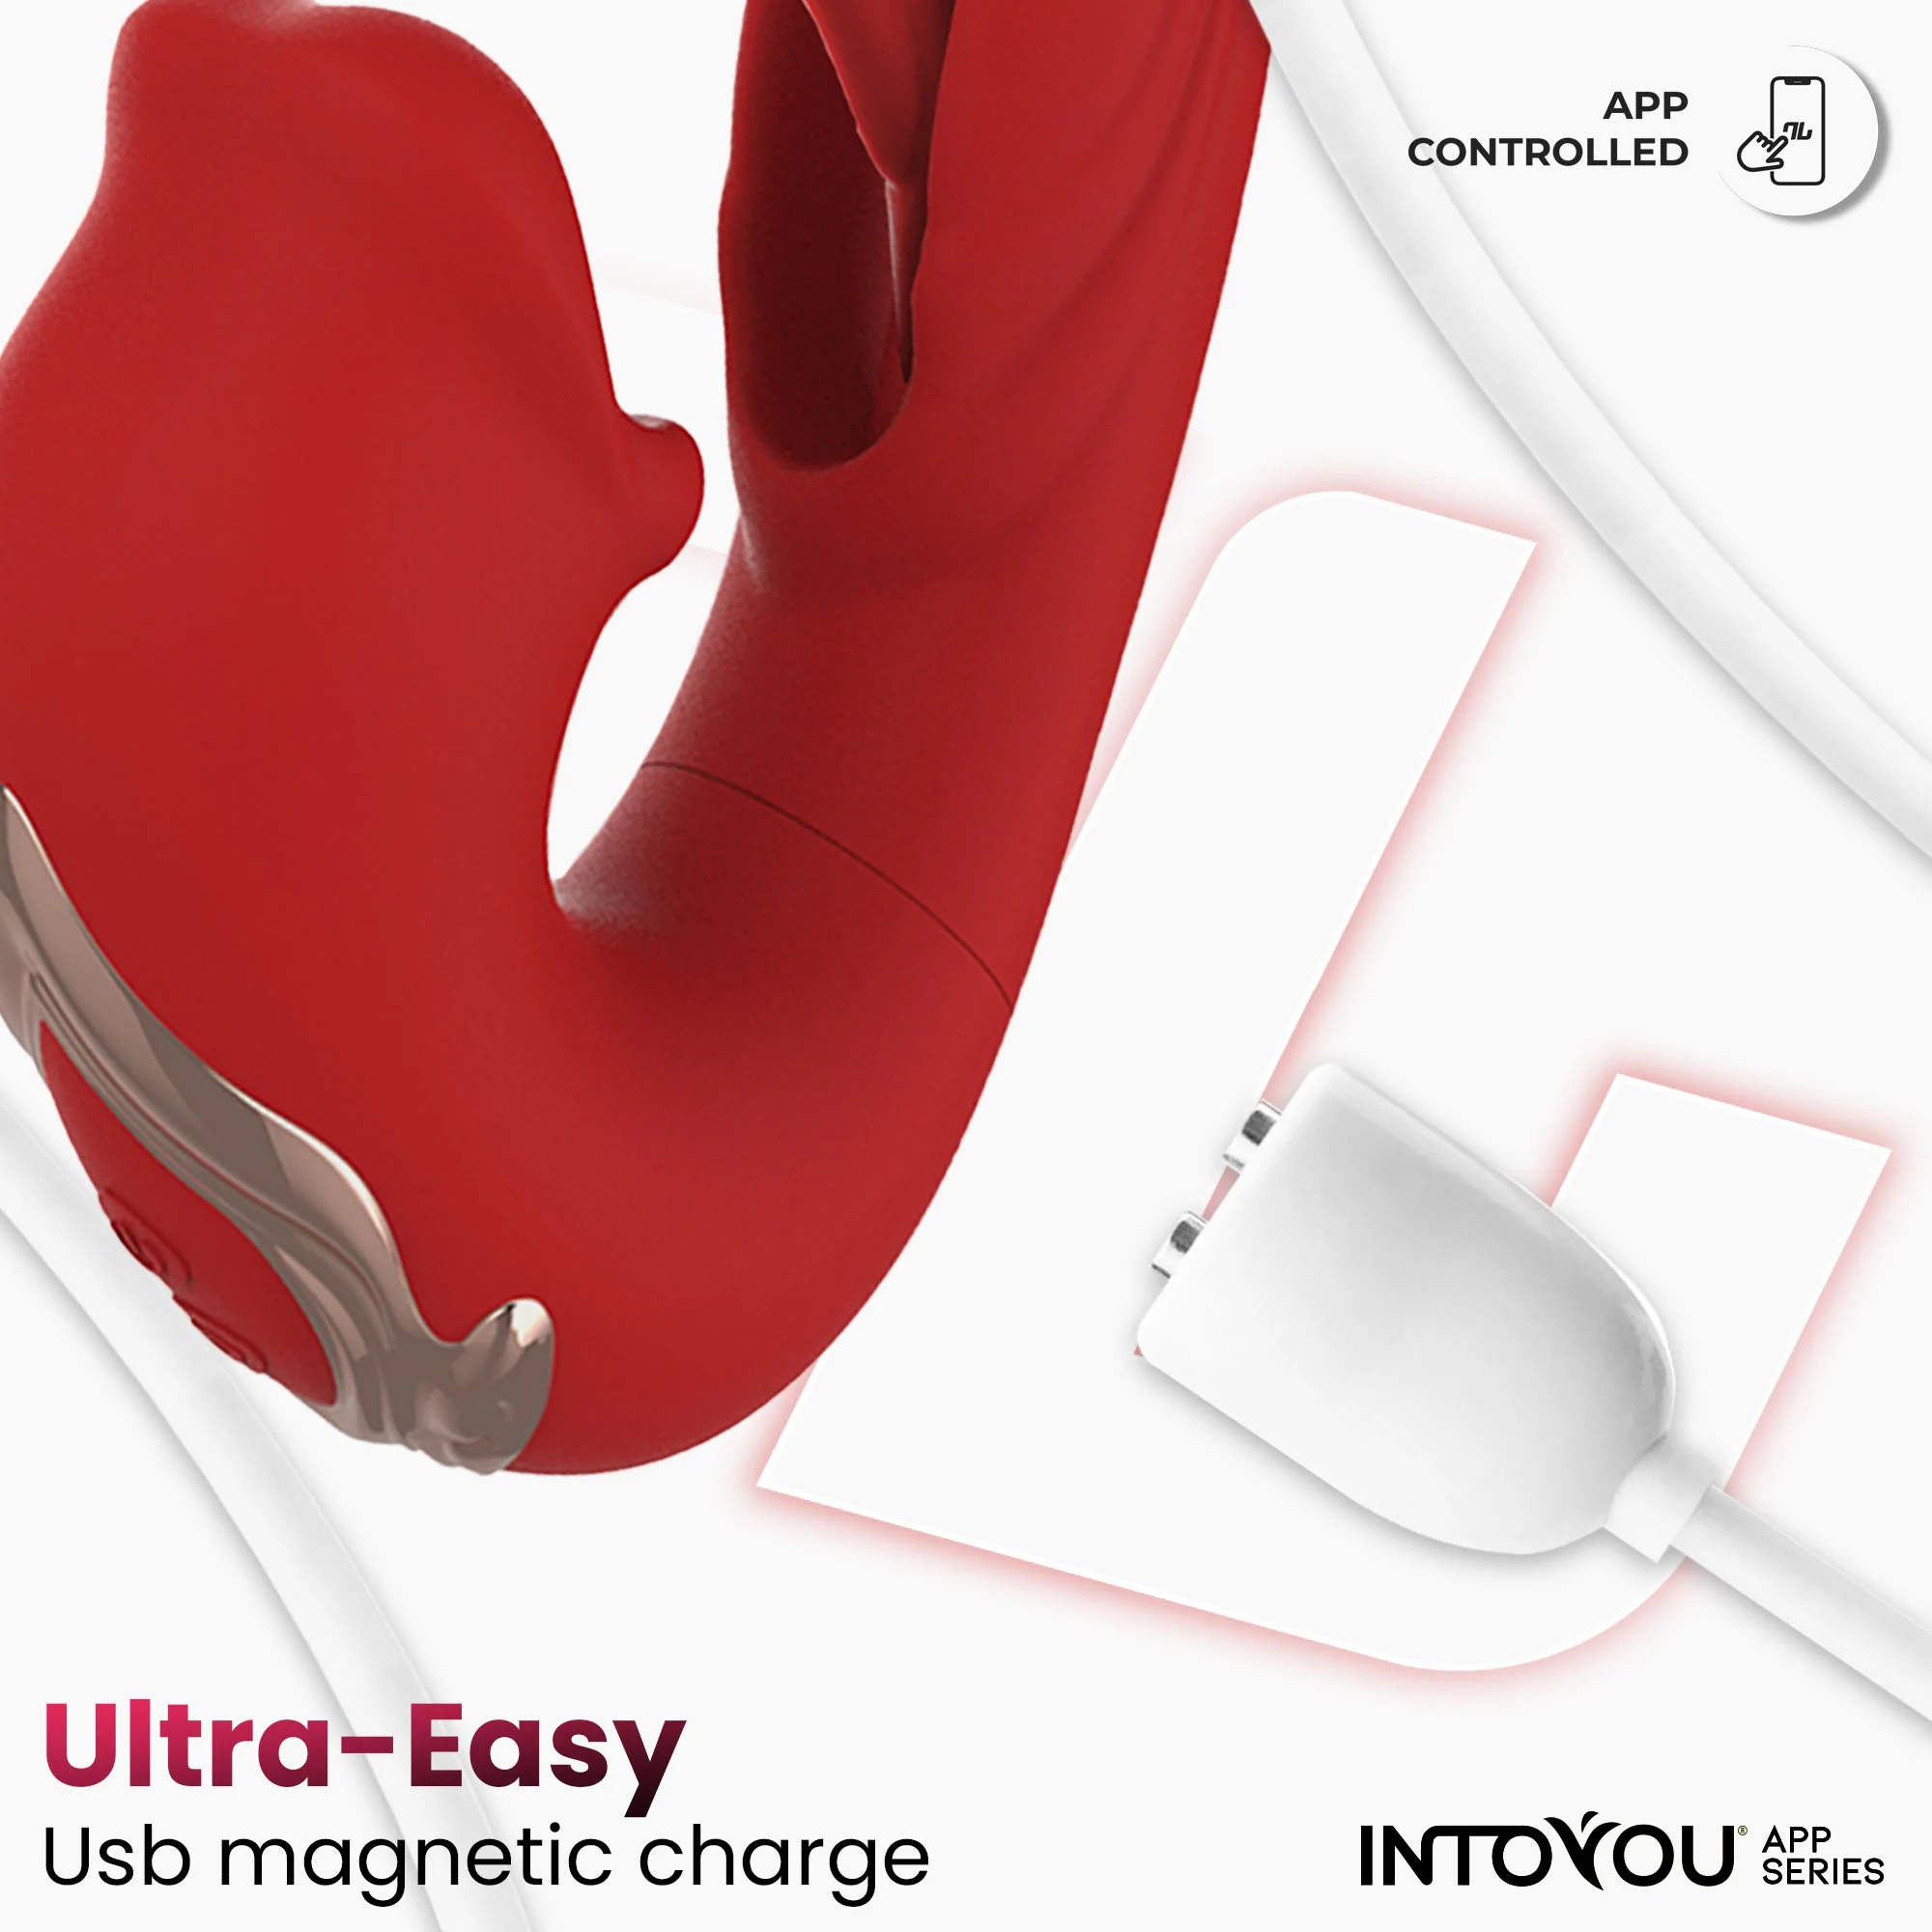 APP
CONTROLLED
Ultra-Easy
Usb magnetic charge
INTOYOU® APP
SERIES